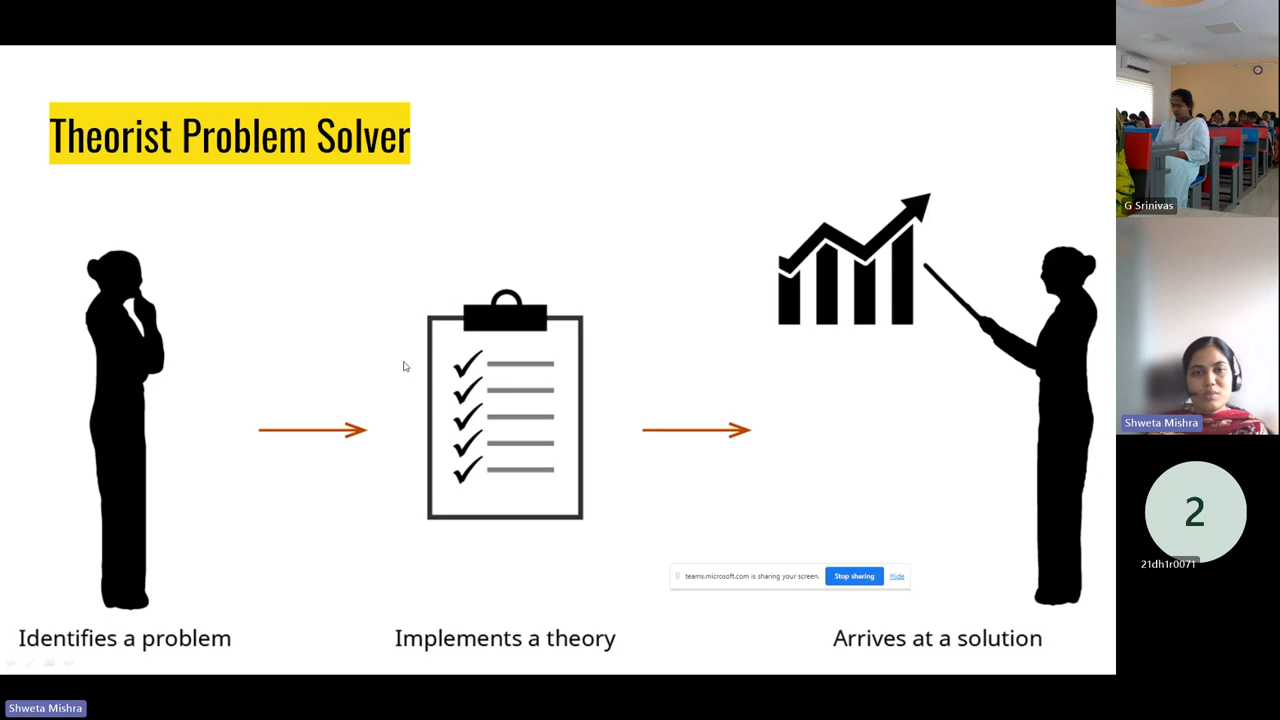 Theorist Problem Solver
G Srinivas
Shweta Mishra
2
21dh1r0071
teams.microsoft.com is sharing your screen.
Stop sharing
Hide
Identifies a problem
Implements a theory
Arrives at a solution
Shweta Mishra